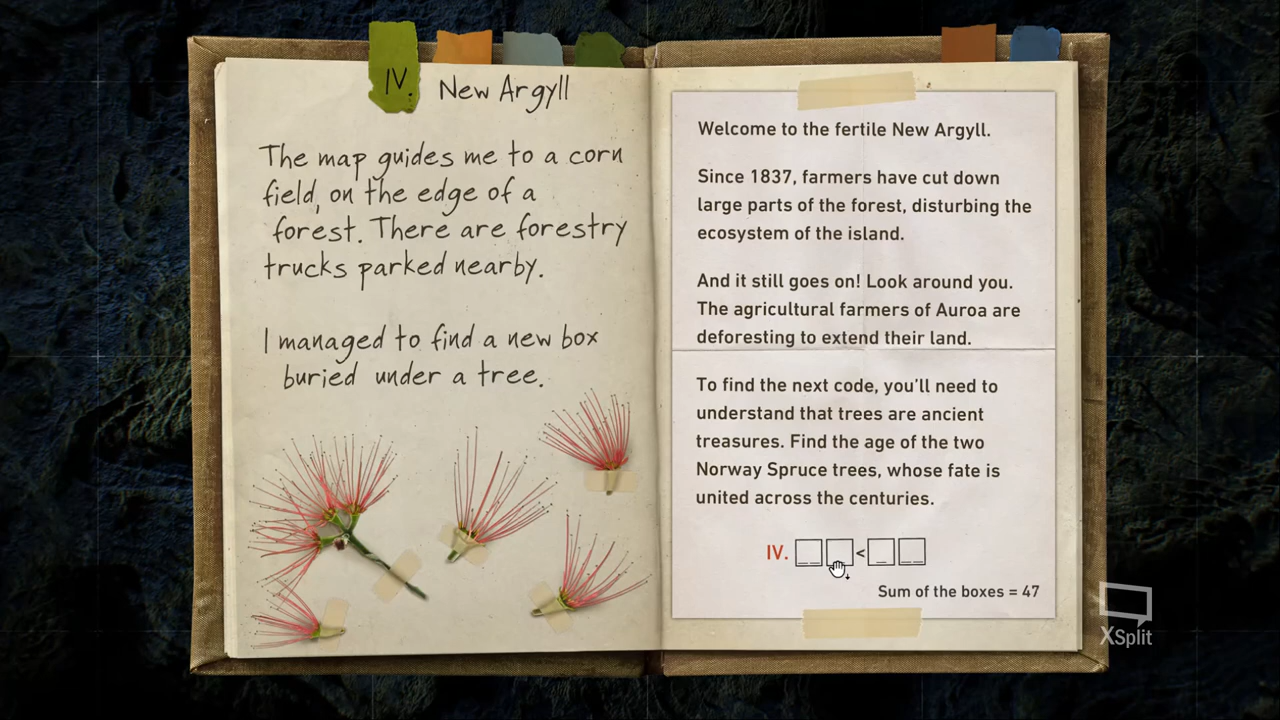 IV. New Argyll
The map guides me to a corn
field, on the edge of a
forest. There are forestry
trucks parked nearby.
I managed to find a new box
buried under a tree.
Welcome to the fertile New Argyll.
Since 1837, farmers have cut down
large parts of the forest, disturbing the
ecosystem of the island.
And it still goes on! Look around you.
The agricultural farmers of Auroa are
deforesting to extend their land.
To find the next code, you'll need to
understand that trees are ancient
treasures. Find the age of the two
Norway Spruce trees, whose fate is
united across the centuries.
IV. <
Sum of the boxes = 47
XSplit